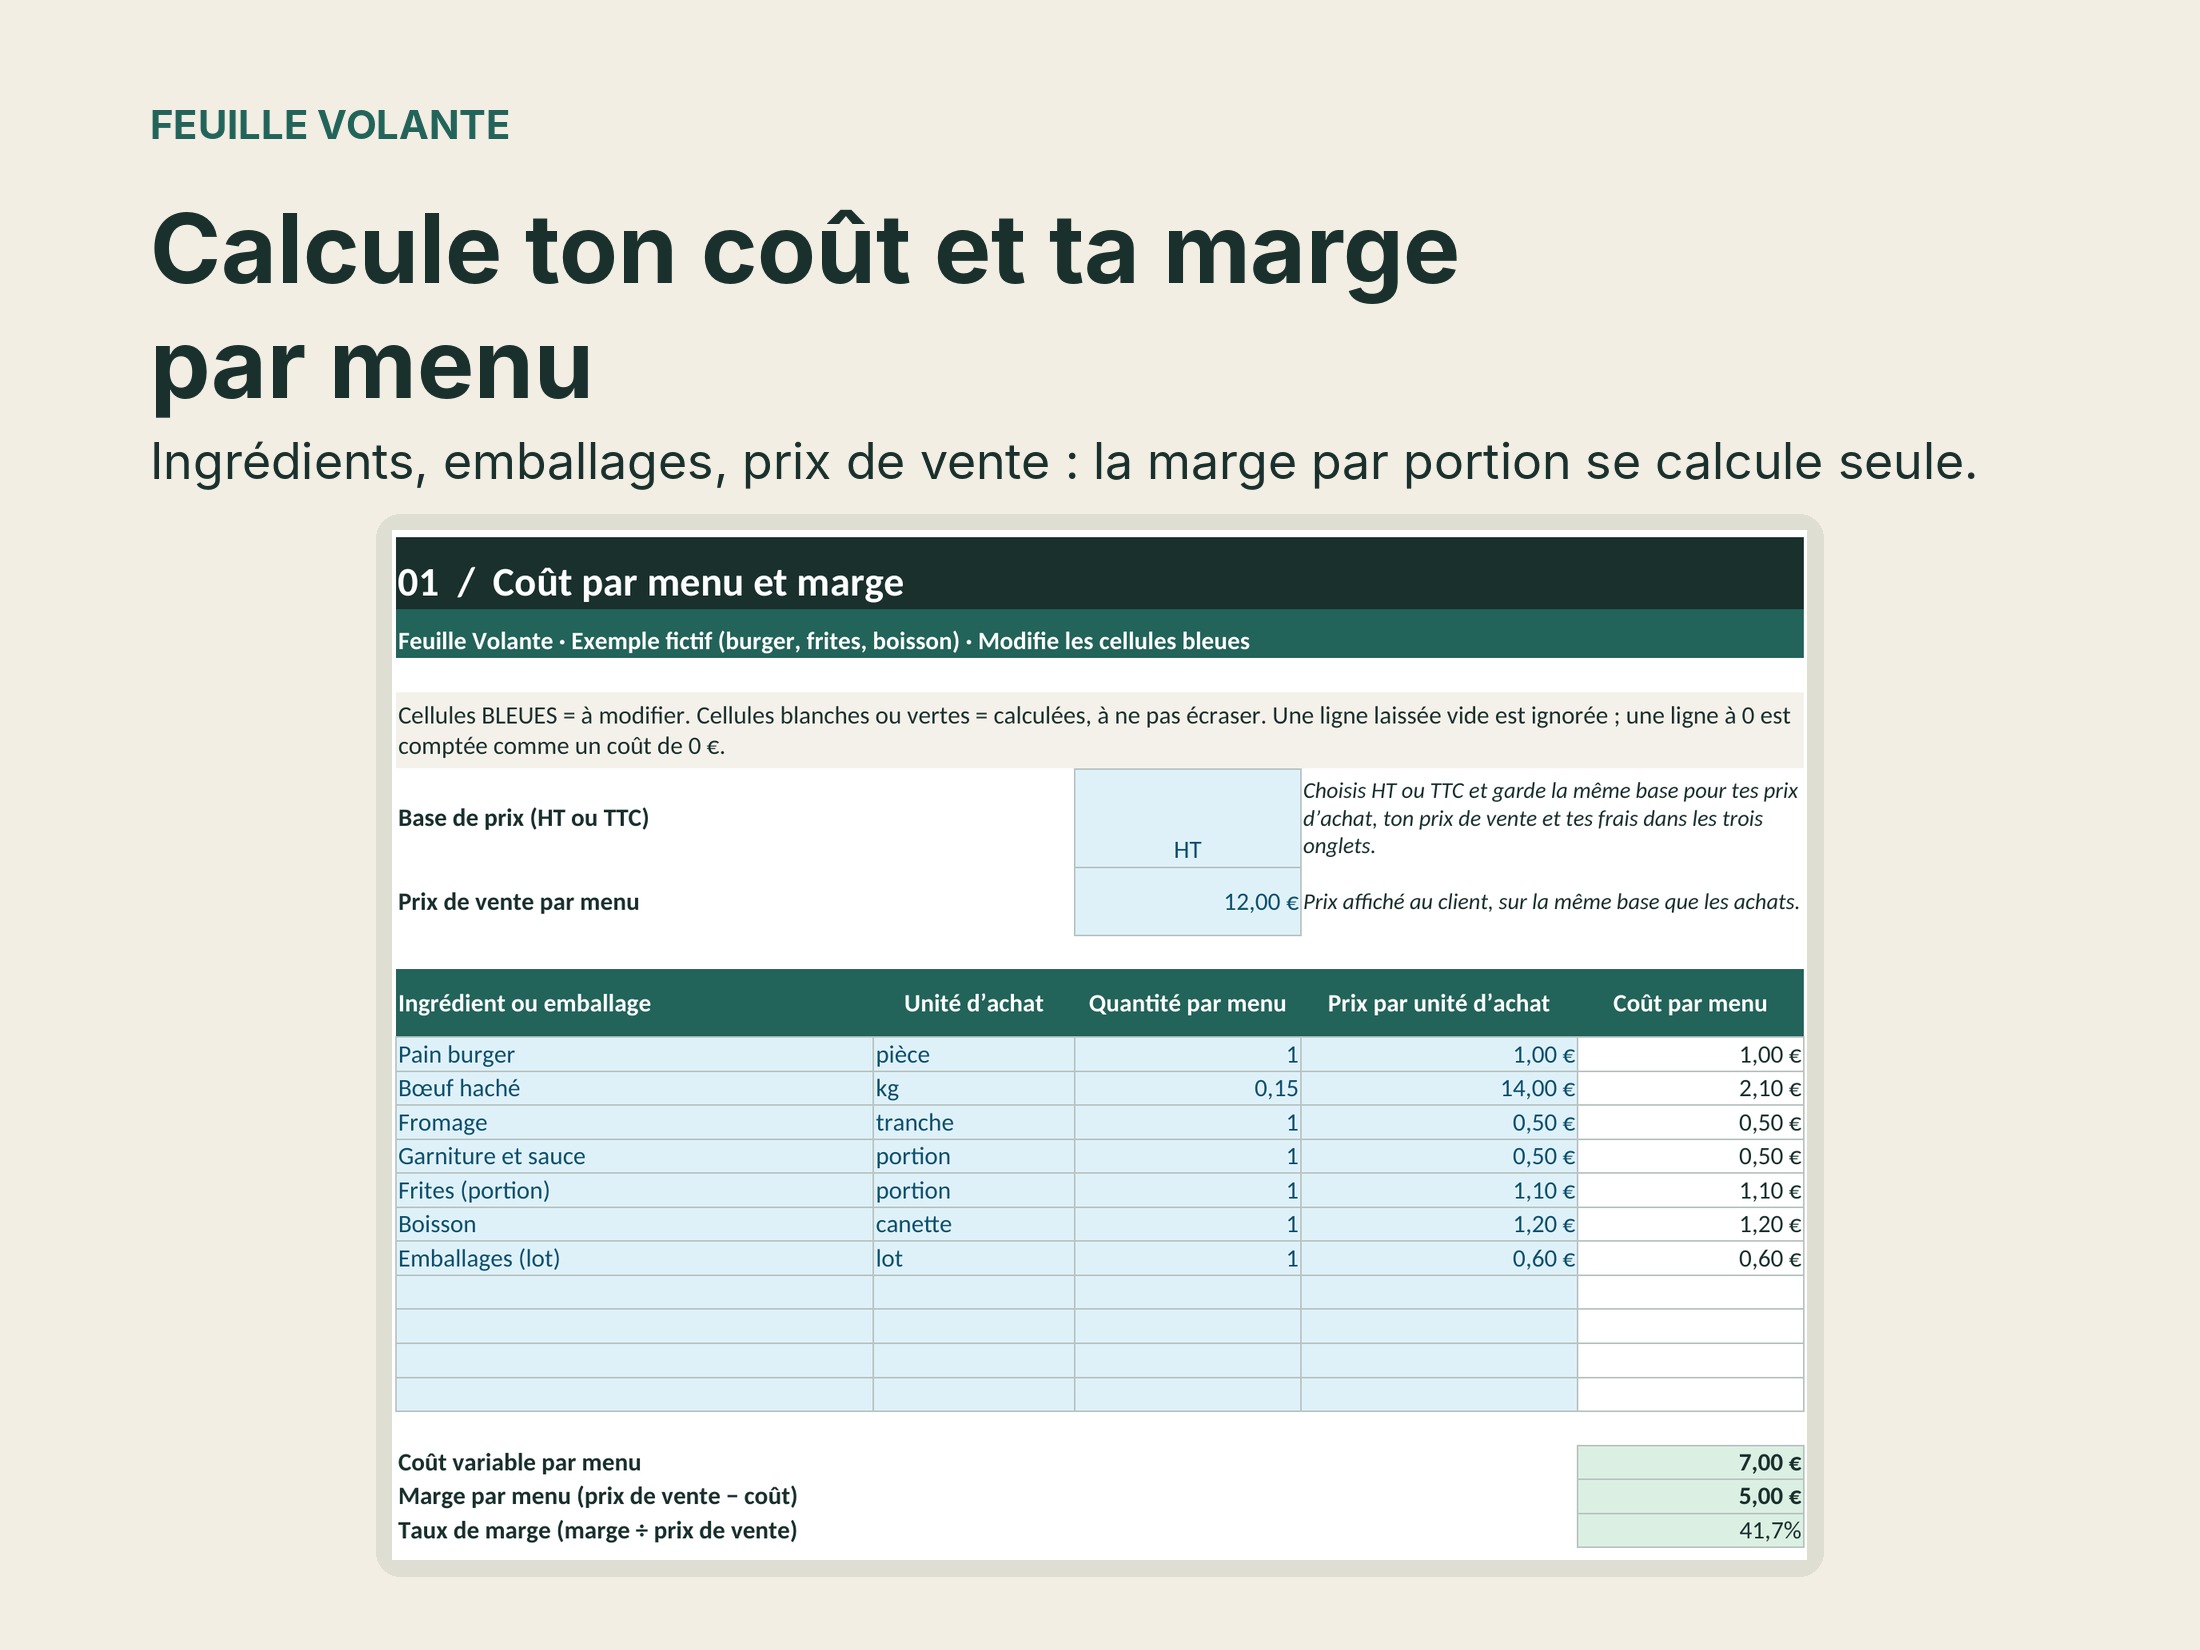 FEUILLE VOLANTE
Calcule ton coût et ta marge
par menu
Ingrédients, emballages, prix de vente : la marge par portion se calcule seule.
01 / Coût par menu et marge
Feuille Volante · Exemple fictif (burger, frites, boisson) · Modifie les cellules bleues
Cellules BLEUES = à modifier. Cellules blanches ou vertes = calculées, à ne pas écraser. Une ligne laissée vide est ignorée ; une ligne à 0 est
comptée comme un coût de 0 €.
Base de prix (HT ou TTC)
HT
Choisis HT ou TTC et garde la même base pour tes prix
d’achat, ton prix de vente et tes frais dans les trois
onglets.
Prix de vente par menu 12,00 € Prix affiché au client, sur la même base que les achats.
Ingrédient ou emballage Unité d’achat Quantité par menu Prix par unité d’achat Coût par menu
Pain burger pièce 1 1,00 € 1,00 €
Bœuf haché kg 0,15 14,00 € 2,10 €
Fromage tranche 1 0,50 € 0,50 €
Garniture et sauce portion 1 0,50 € 0,50 €
Frites (portion) portion 1 1,10 € 1,10 €
Boisson canette 1 1,20 € 1,20 €
Emballages (lot) lot 1 0,60 € 0,60 €
Coût variable par menu 7,00 €
Marge par menu (prix de vente − coût) 5,00 €
Taux de marge (marge ÷ prix de vente) 41,7%